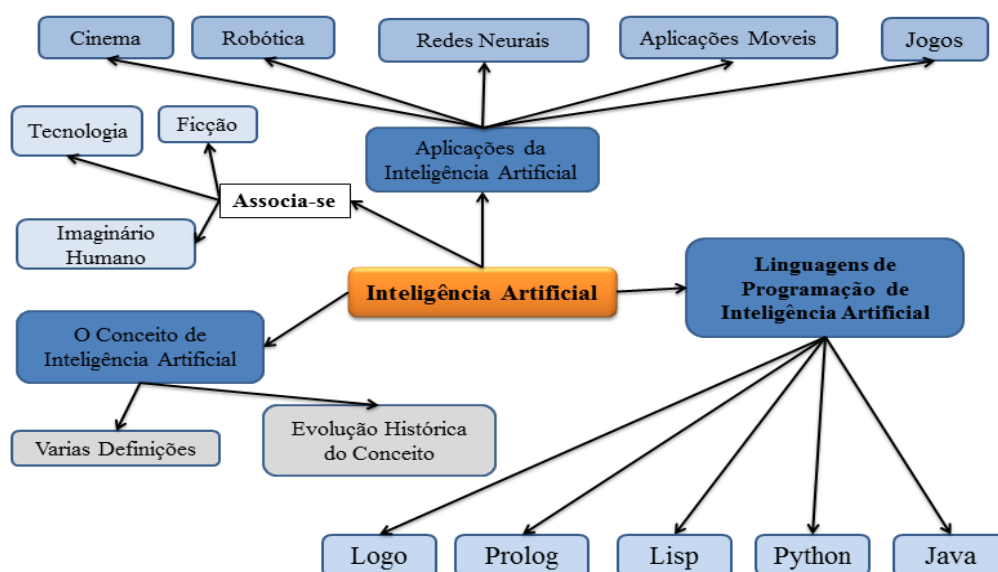 Cinema
Robótica
Redes Neurais
Aplicações Moveis
Jogos
Tecnologia
Ficção
Aplicações da
Inteligência Artificial
Associa-se
Imaginário
Humano
Inteligência Artificial
Linguagens de
Programação de
Inteligência Artificial
O Conceito de
Inteligência Artificial
Varias Definições
Evolução Histórica
do Conceito
Logo
Prolog
Lisp
Python
Java